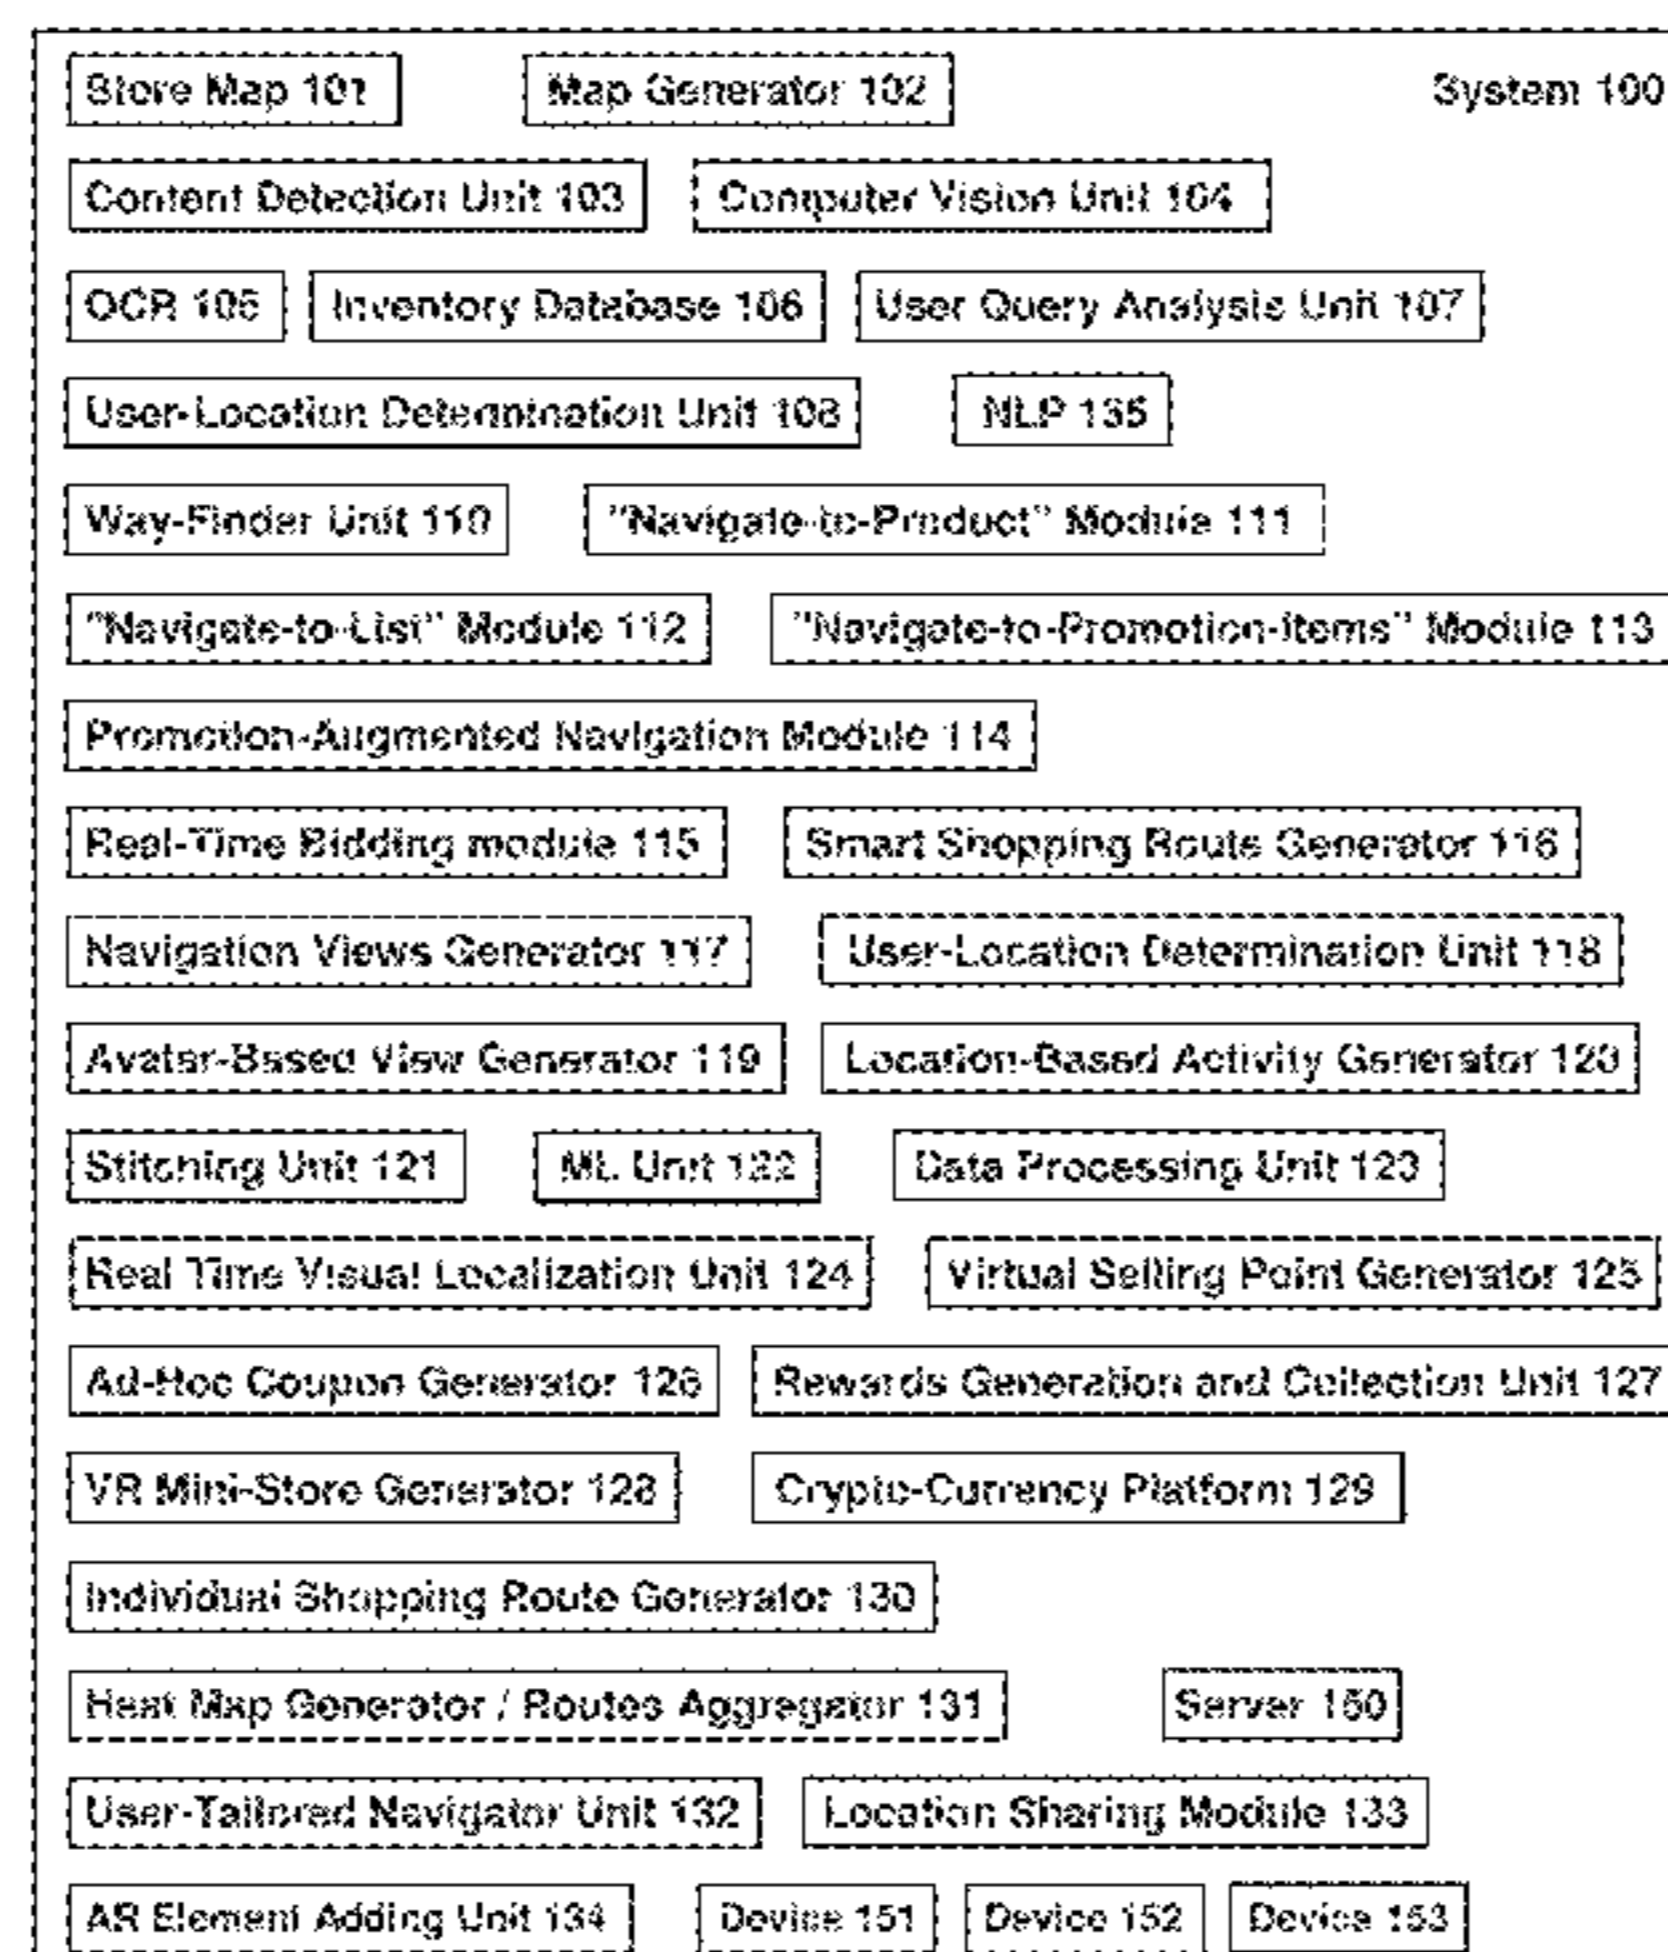 Store Map 101 Map Generator 102 System 100
Content Detection Unit 103 Computer Vision Unit 104
OCR 105 Inventory Database 106 User Query Analysis Unit 107
User-Location Determination Unit 108 NLP 135
Way-Finder Unit 110 "Navigate-to-Product" Module 111
"Navigate-to-List" Module 112 "Navigate-to-Promotion-Items" Module 113
Promotion-Augmented Navigation Module 114
Real-Time Bidding module 115 Smart Shopping Route Generator 116
Navigation Views Generator 117 User-Location Determination Unit 118
Avatar-Based View Generator 119 Location-Based Activity Generator 120
Stitching Unit 121 ML Unit 122 Data Processing Unit 123
Real Time Visual Localization Unit 124 Virtual Selling Point Generator 125
Ad-Hoc Coupon Generator 126 Rewards Generation and Collection Unit 127
VR Mini-Store Generator 128 Crypto-Currency Platform 129
Individual Shopping Route Generator 130
Heat Map Generator / Routes Aggregator 131 Server 150
User-Tailored Navigator Unit 132 Location Sharing Module 133
AR Element Adding Unit 134 Device 151 Device 152 Device 153